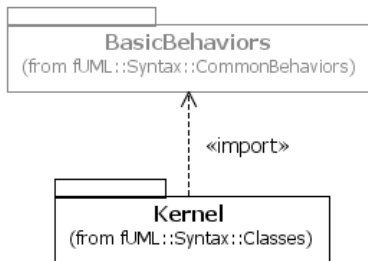 BasicBehaviors
(from fUML::Syntax::CommonBehaviors)
«import»
Kernel
(from fUML::Syntax::Classes)